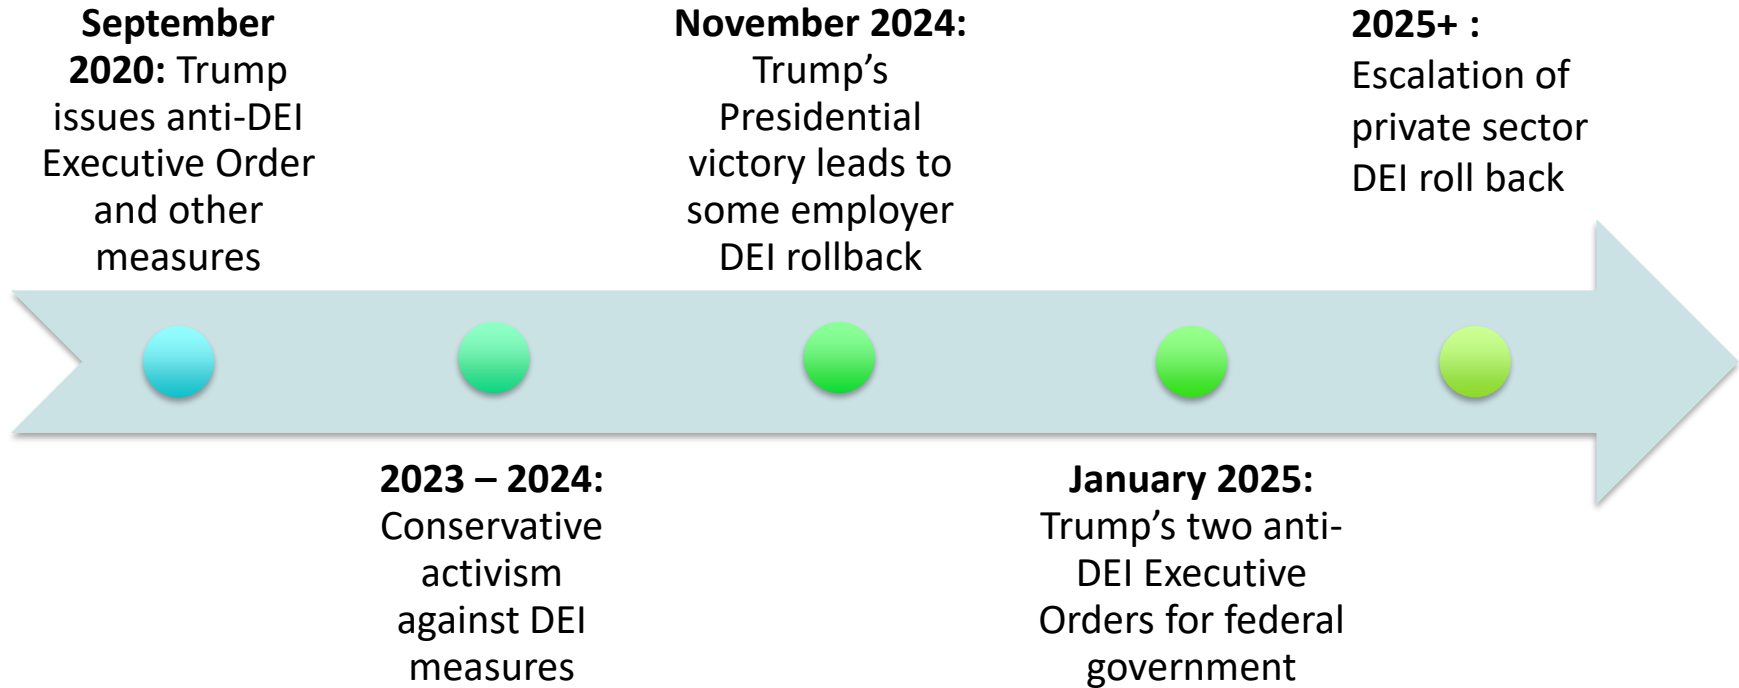 September
2020: Trump
issues anti-DEI
Executive Order
and other
measures
2023 – 2024:
Conservative
activism
against DEI
measures
November 2024:
Trump’s
Presidential
victory leads to
some employer
DEI rollback
January 2025:
Trump’s two anti-
DEI Executive
Orders for federal
government
2025+ :
Escalation of
private sector
DEI roll back